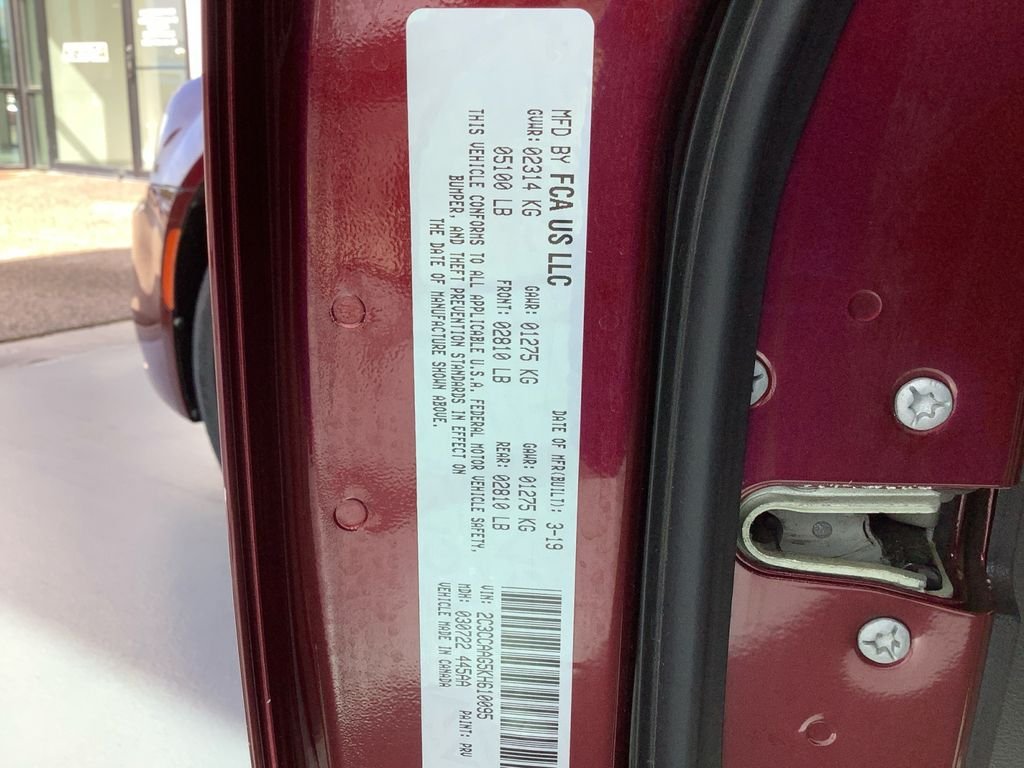 MFD BY FCA US LLC
DATE OF MFR(BUILT): 3-19
GVWR: 02314 KG GAWR: 01275 KG GAWR: 01275 KG
05100 LB FRONT: 02810 LB REAR: 02810 LB
THIS VEHICLE CONFORMS TO ALL APPLICABLE U.S.A. FEDERAL MOTOR VEHICLE SAFETY,
BUMPER, AND THEFT PREVENTION STANDARDS IN EFFECT ON
THE DATE OF MANUFACTURE SHOWN ABOVE.
VIN: 2C3CCAAG5KH610095
MDH: 030722 445AA PAINT: PRV
VEHICLE MADE IN CANADA